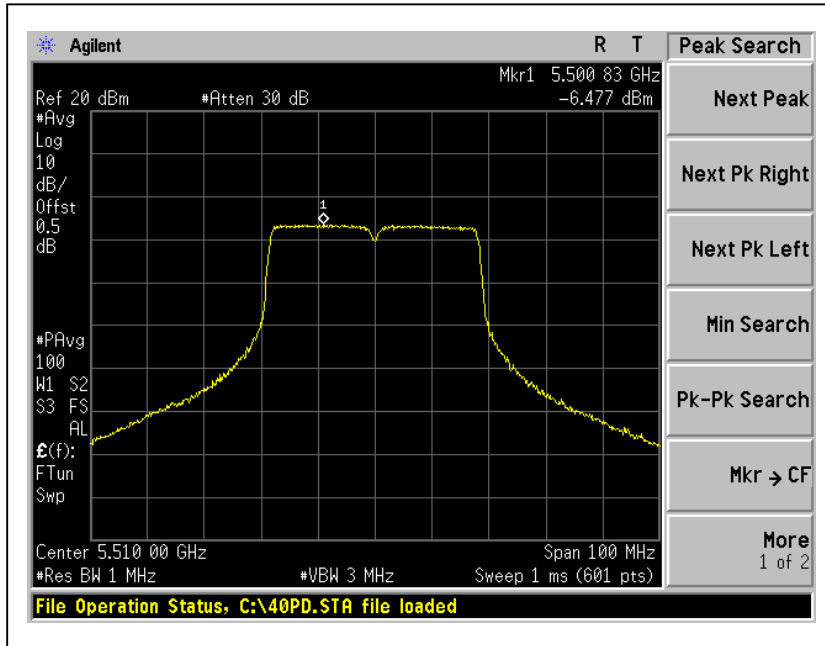 Agilent R T Peak Search
Mkr1 5.500 83 GHz
Ref 20 dBm #Atten 30 dB -6.477 dBm
#Avg
Log
10
dB/
Offst
0.5
dB
1
#PAvg
100
W1 S2
S3 FS
AL
£(f):
FTun
Swp
Center 5.510 00 GHz Span 100 MHz
#Res BW 1 MHz #VBW 3 MHz Sweep 1 ms (601 pts)
File Operation Status, C:\40PD.STA file loaded
Next Peak
Next Pk Right
Next Pk Left
Min Search
Pk-Pk Search
Mkr → CF
More
1 of 2